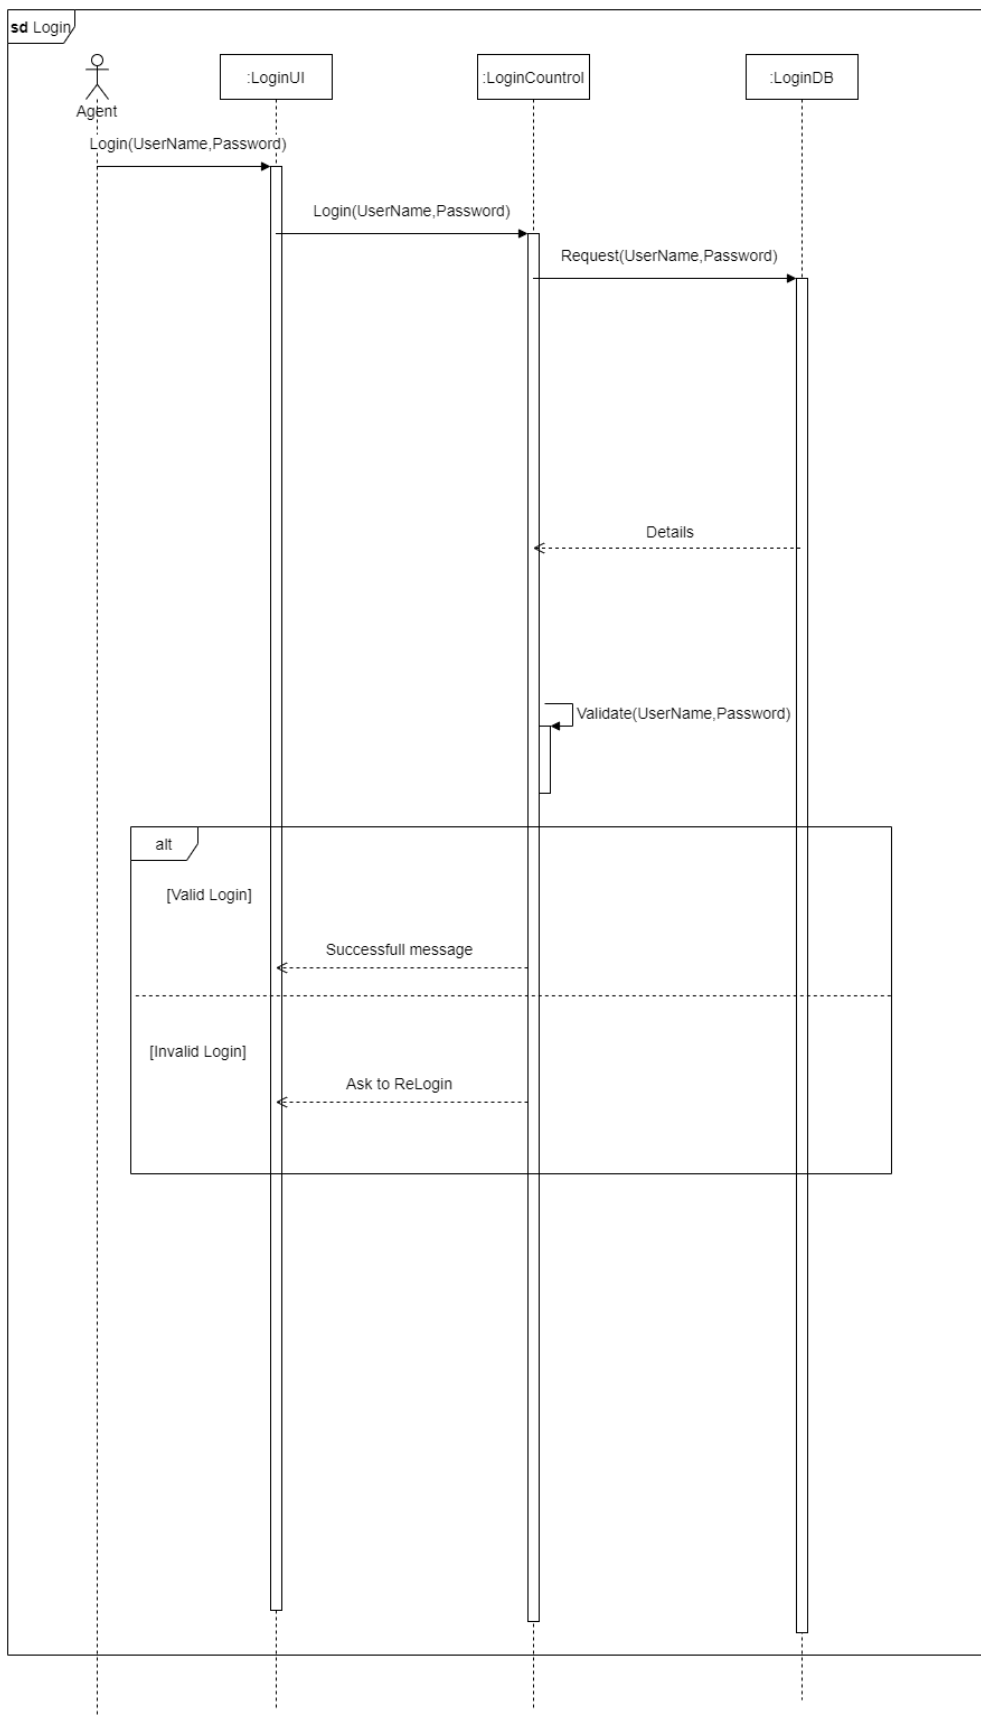 sd Login
Agent
:LoginUI
:LoginCountrol
:LoginDB
Login(UserName,Password)
Login(UserName,Password)
Request(UserName,Password)
Details
Validate(UserName,Password)
alt
[Valid Login]
Successfull message
[Invalid Login]
Ask to ReLogin